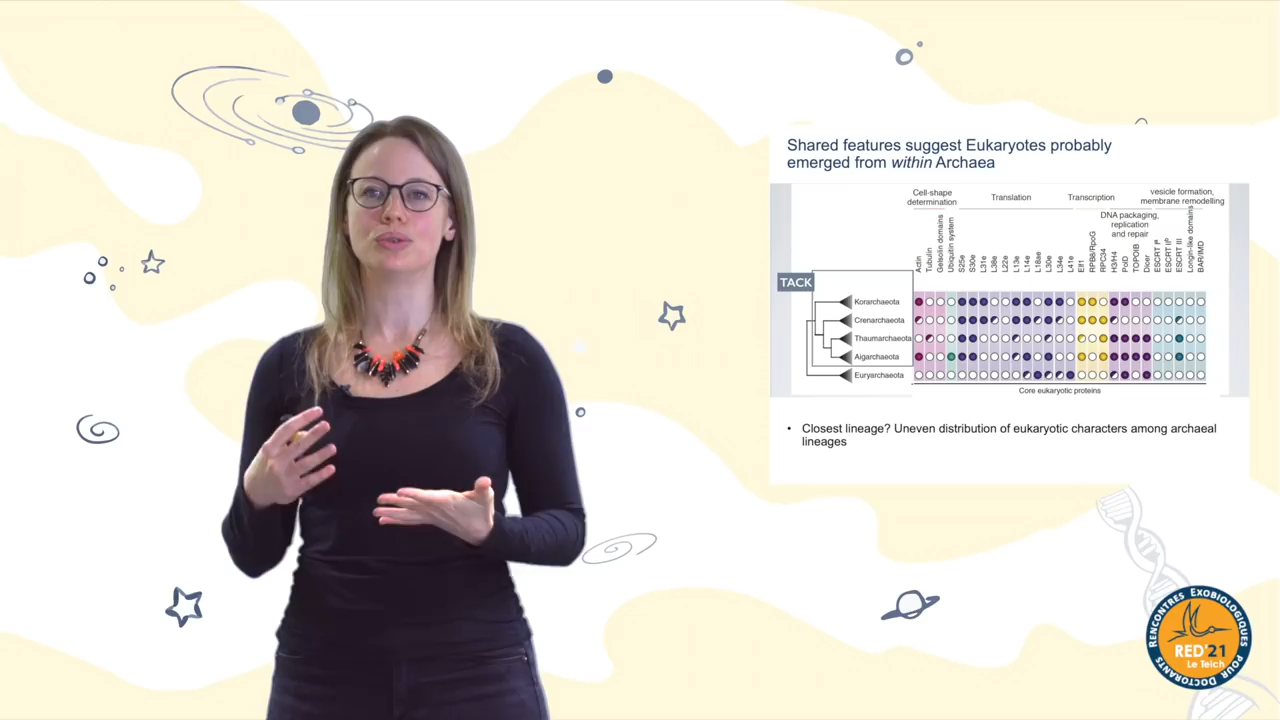 Shared features suggest Eukaryotes probably
emerged from within Archaea
Cell-shape
determination
Translation
Transcription
vesicle formation,
membrane remodelling
DNA packaging,
replication
and repair
Actin
Tubulin
Gelsolin domains
Ubiquitin system
S25e
S30e
L31e
L38e
L22e
L13e
L14e
L18ae
L30e
L34e
L41e
Elf1
RPB8/RpoG
RPC34
H3/H4
PolD
TOPOIB
Dicer
ESCRT Iᵃ
ESCRT IIᵇ
ESCRT III
Longin-like domains
BAR/IMD
TACK
Korarchaeota
Crenarchaeota
Thaumarchaeota
Aigarchaeota
Euryarchaeota
Core eukaryotic proteins
• Closest lineage? Uneven distribution of eukaryotic characters among archaeal
lineages
RENCONTRES EXOBIOLOGIQUES
POUR DOCTORANTS
RED'21
Le Teich